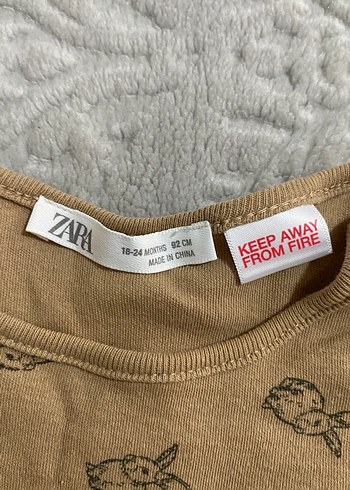 ZARA
18-24 MONTHS 92 CM
MADE IN CHINA
KEEP AWAY
FROM FIRE